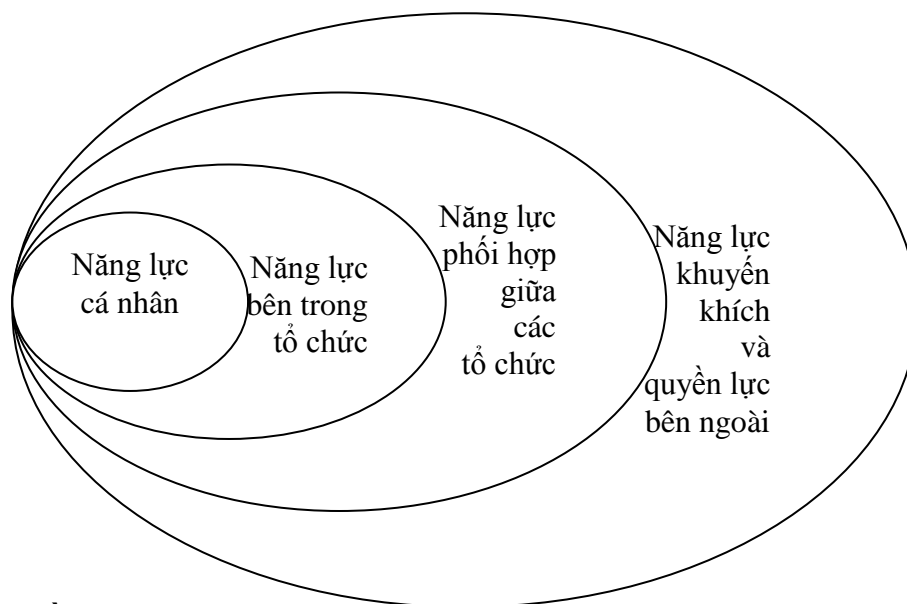 Năng lực
cá nhân
Năng lực
bên trong
tổ chức
Năng lực
phối hợp
giữa
các
tổ chức
Năng lực
khuyến
khích
và
quyền lực
bên ngoài